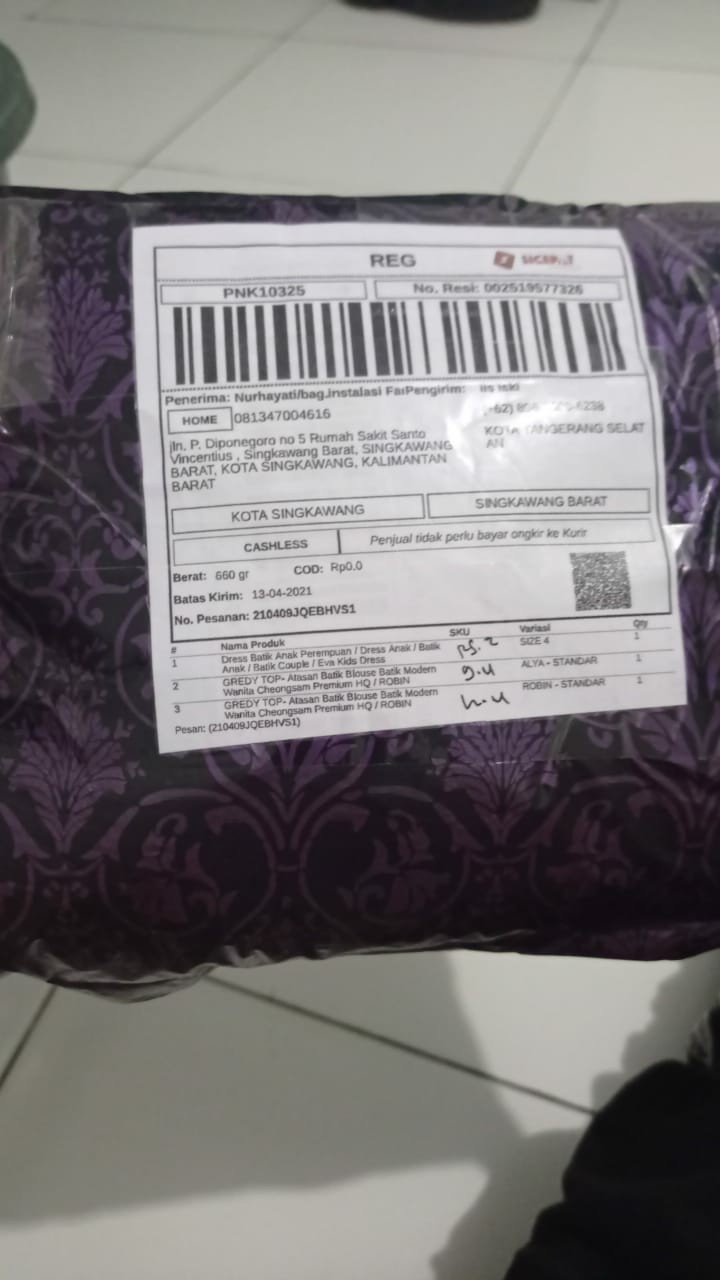 REG
SICEPAT
PNK10325
No. Resi: 002519577326
Penerima: Nurhayati/bag.instalasi Far
Pengirim:
HOME
081347004616
jln. P. Diponegoro no 5 Rumah Sakit Santo
Vincentius , Singkawang Barat, SINGKAWANG
BARAT, KOTA SINGKAWANG, KALIMANTAN
BARAT
(+62)
KOTA TANGERANG SELAT
AN
KOTA SINGKAWANG
SINGKAWANG BARAT
CASHLESS
Penjual tidak perlu bayar ongkir ke Kurir
Berat: 660 gr
COD: Rp0.0
Batas Kirim: 13-04-2021
No. Pesanan: 210409JQEBHVS1
# Nama Produk SKU Variasi Qty
1 Dress Batik Anak Perempuan / Dress Anak / Batik SIZE 4 1
Anak / Batik Couple / Eva Kids Dress
2 GREDY TOP- Atasan Batik Blouse Batik Modern ALYA - STANDAR 1
Wanita Cheongsam Premium HQ / ROBIN
3 GREDY TOP- Atasan Batik Blouse Batik Modern ROBIN - STANDAR 1
Wanita Cheongsam Premium HQ / ROBIN
Pesan: (210409JQEBHVS1)